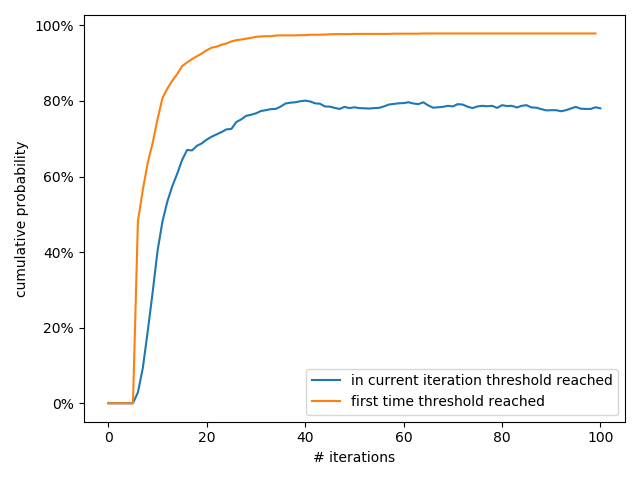 100%
80%
60%
40%
20%
0%
cumulative probability
0 20 40 60 80 100
# iterations
in current iteration threshold reached
first time threshold reached